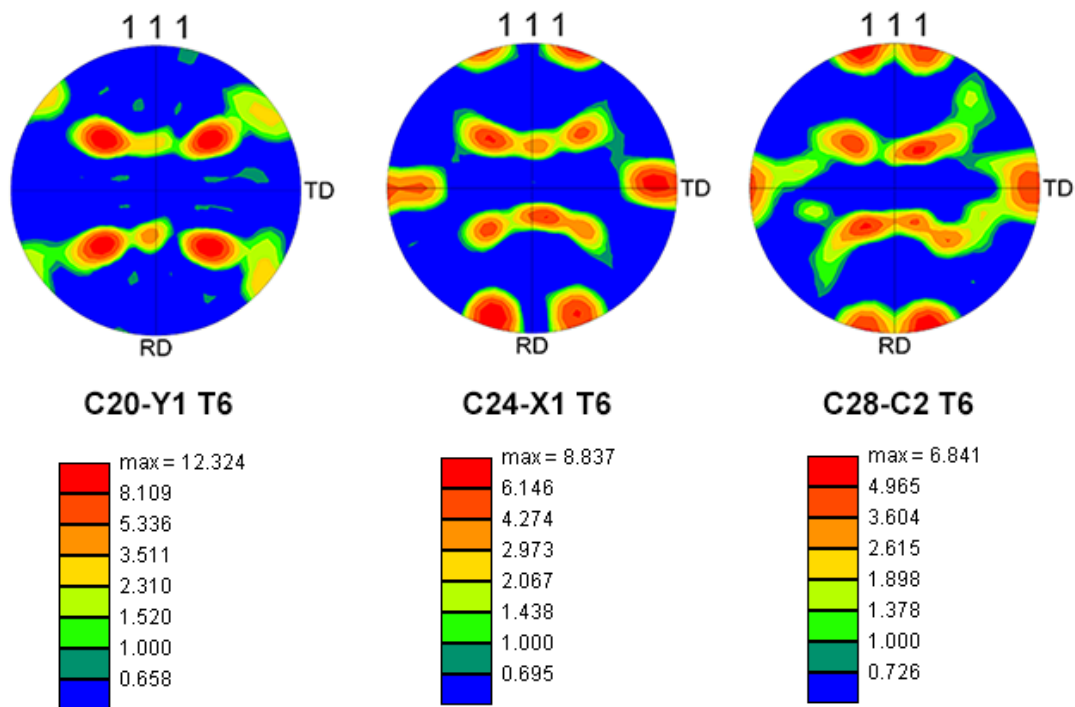 1 1 1
TD
RD
C20-Y1 T6
max = 12.324
8.109
5.336
3.511
2.310
1.520
1.000
0.658
1 1 1
TD
RD
C24-X1 T6
max = 8.837
6.146
4.274
2.973
2.067
1.438
1.000
0.695
1 1 1
TD
RD
C28-C2 T6
max = 6.841
4.965
3.604
2.615
1.898
1.378
1.000
0.726